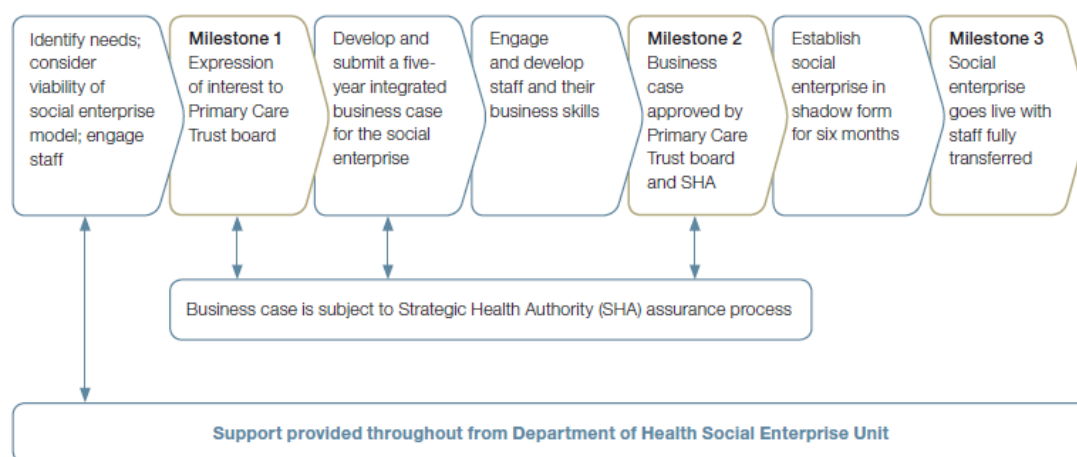 Identify needs;
consider
viability of
social enterprise
model; engage
staff
Milestone 1
Expression
of interest to
Primary Care
Trust board
Develop and
submit a five-
year integrated
business case
for the social
enterprise
Engage
and develop
staff and their
business skills
Milestone 2
Business
case
approved by
Primary Care
Trust board
and SHA
Establish
social
enterprise in
shadow form
for six months
Milestone 3
Social
enterprise
goes live with
staff fully
transferred
Business case is subject to Strategic Health Authority (SHA) assurance process
Support provided throughout from Department of Health Social Enterprise Unit